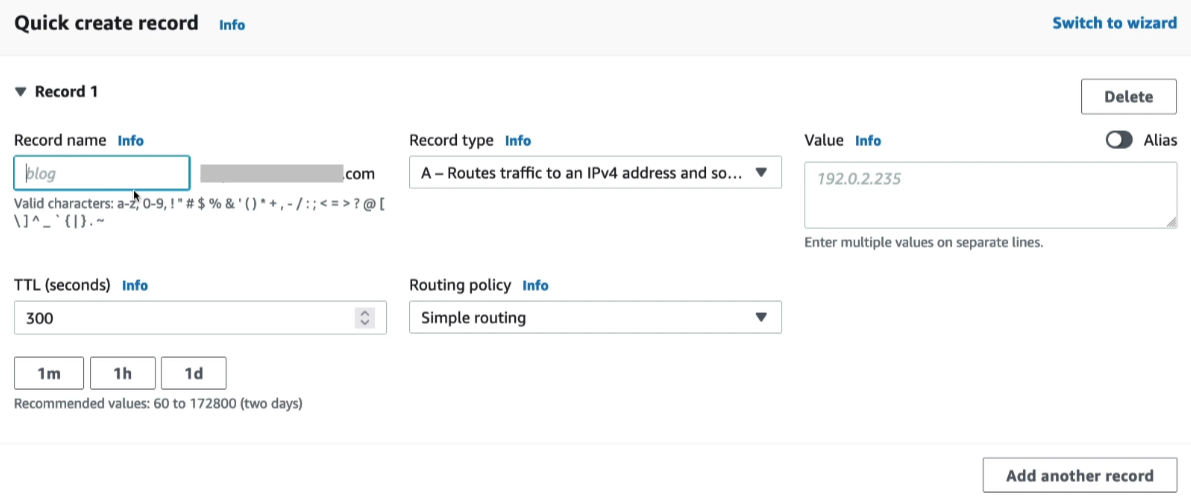 Quick create record Info Switch to wizard
▼ Record 1
Delete
Record name Info
Record type Info
Value Info
Alias
blog .com
A – Routes traffic to an IPv4 address and so... ▼
192.0.2.235
Valid characters: a-z, 0-9, ! " # $ % & ' ( ) * + , - / : ; < = > ? @ [
\ ] ^ _ ` { | } . ~
Enter multiple values on separate lines.
TTL (seconds) Info
Routing policy Info
300
Simple routing ▼
1m 1h 1d
Recommended values: 60 to 172800 (two days)
Add another record